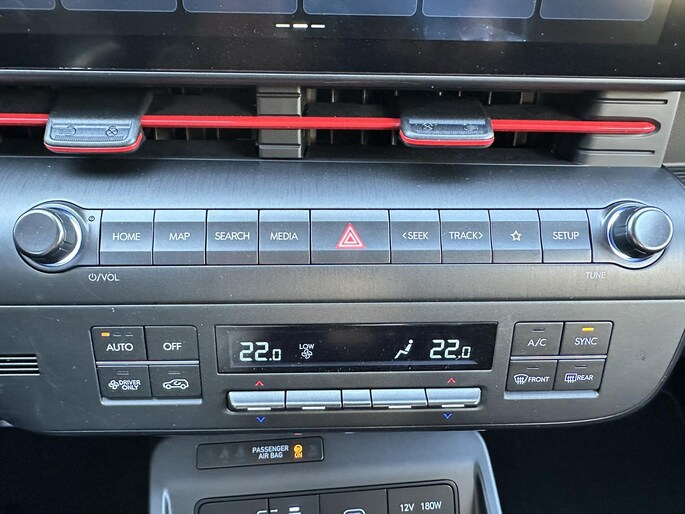 HOME MAP SEARCH MEDIA <SEEK TRACK> SETUP
/VOL TUNE
AUTO OFF 22.0 LOW 22.0 A/C SYNC
DRIVER ONLY FRONT REAR
PASSENGER AIR BAG ON
12V 180W